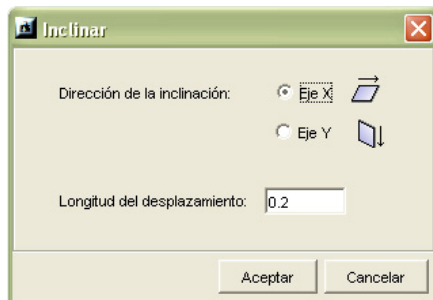 Inclinar
Dirección de la inclinación:
Eje X
Eje Y
Longitud del desplazamiento: 0.2
Aceptar Cancelar